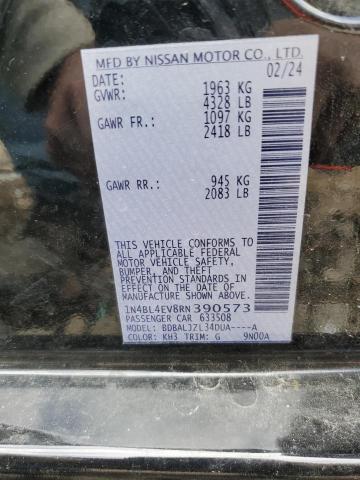 MFD BY NISSAN MOTOR CO., LTD.
DATE: 02/24
GVWR: 1963 KG
4328 LB
GAWR FR.: 1097 KG
2418 LB
GAWR RR.: 945 KG
2083 LB
THIS VEHICLE CONFORMS TO
ALL APPLICABLE FEDERAL
MOTOR VEHICLE SAFETY,
BUMPER, AND THEFT
PREVENTION STANDARDS IN
EFFECT ON THE DATE OF
MANUFACTURE SHOWN ABOVE.
1N4BL4EV8RN390573
PASSENGER CAR 633508
MODEL: BDBALJZL34DUA----A
COLOR: KH3 TRIM: G 9N00A